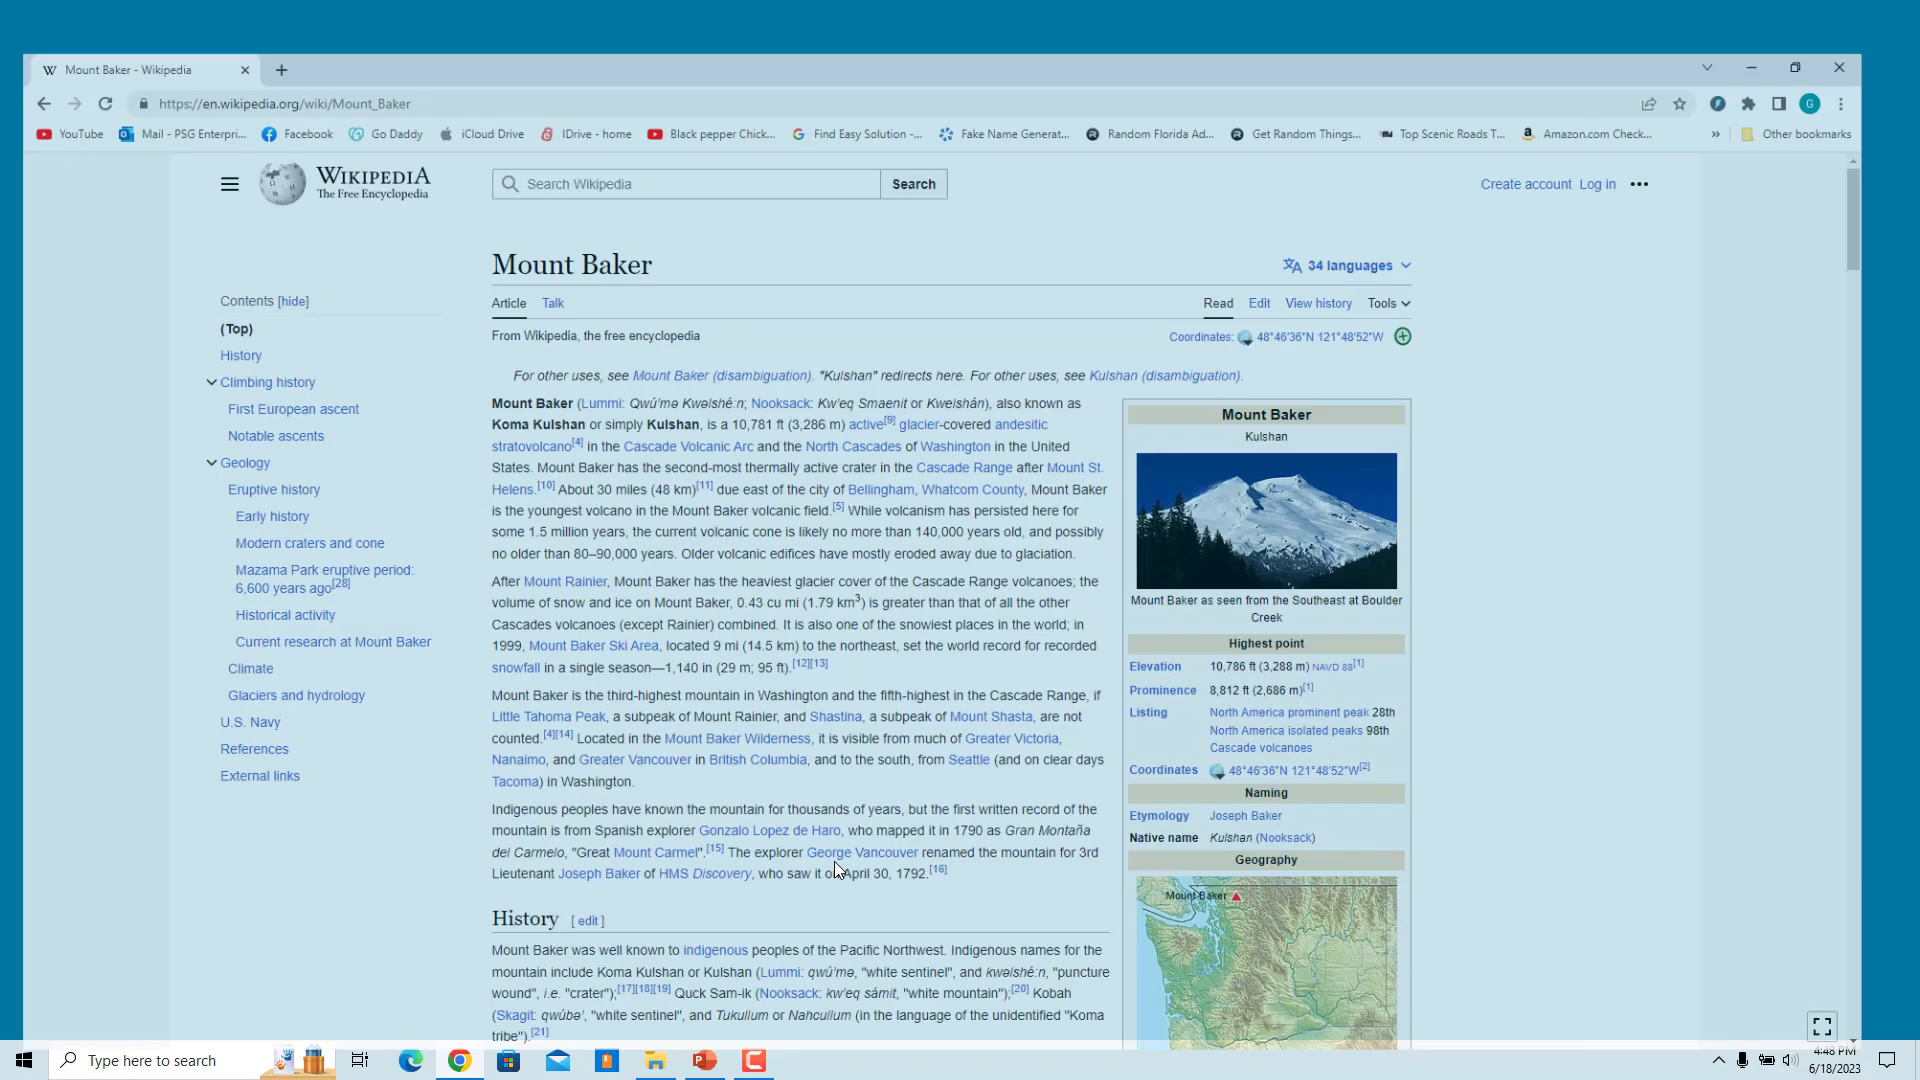 Mount Baker - Wikipedia
https://en.wikipedia.org/wiki/Mount_Baker
YouTube
Mail - PSG Enterpri...
Facebook
Go Daddy
iCloud Drive
IDrive - home
Black pepper Chick...
Find Easy Solution -...
Fake Name Generat...
Random Florida Ad...
Get Random Things...
Top Scenic Roads T...
Amazon.com Check...
»
Other bookmarks
G
WIKIPEDIA
The Free Encyclopedia
Search Wikipedia
Search
Create account Log in
Contents [hide]
(Top)
History
Climbing history
First European ascent
Notable ascents
Geology
Eruptive history
Early history
Modern craters and cone
Mazama Park eruptive period:
6,600 years ago[28]
Historical activity
Current research at Mount Baker
Climate
Glaciers and hydrology
U.S. Navy
References
External links
Mount Baker
34 languages
Article Talk
Read Edit View history Tools
From Wikipedia, the free encyclopedia
Coordinates: 48°46′36″N 121°48′52″W
For other uses, see Mount Baker (disambiguation). "Kulshan" redirects here. For other uses, see Kulshan (disambiguation).
Mount Baker (Lummi: Qwú'mə Kwəlshé:n; Nooksack: Kw'eq Smaenit or Kwelshán), also known as
Koma Kulshan or simply Kulshan, is a 10,781 ft (3,286 m) active[9] glacier-covered andesitic
stratovolcano[4] in the Cascade Volcanic Arc and the North Cascades of Washington in the United
States. Mount Baker has the second-most thermally active crater in the Cascade Range after Mount St.
Helens.[10] About 30 miles (48 km)[11] due east of the city of Bellingham, Whatcom County, Mount Baker
is the youngest volcano in the Mount Baker volcanic field.[5] While volcanism has persisted here for
some 1.5 million years, the current volcanic cone is likely no more than 140,000 years old, and possibly
no older than 80–90,000 years. Older volcanic edifices have mostly eroded away due to glaciation.
After Mount Rainier, Mount Baker has the heaviest glacier cover of the Cascade Range volcanoes; the
volume of snow and ice on Mount Baker, 0.43 cu mi (1.79 km3) is greater than that of all the other
Cascades volcanoes (except Rainier) combined. It is also one of the snowiest places in the world; in
1999, Mount Baker Ski Area, located 9 mi (14.5 km) to the northeast, set the world record for recorded
snowfall in a single season—1,140 in (29 m; 95 ft).[12][13]
Mount Baker is the third-highest mountain in Washington and the fifth-highest in the Cascade Range, if
Little Tahoma Peak, a subpeak of Mount Rainier, and Shastina, a subpeak of Mount Shasta, are not
counted.[4][14] Located in the Mount Baker Wilderness, it is visible from much of Greater Victoria,
Nanaimo, and Greater Vancouver in British Columbia, and to the south, from Seattle (and on clear days
Tacoma) in Washington.
Indigenous peoples have known the mountain for thousands of years, but the first written record of the
mountain is from Spanish explorer Gonzalo Lopez de Haro, who mapped it in 1790 as Gran Montaña
del Carmelo, "Great Mount Carmel".[15] The explorer George Vancouver renamed the mountain for 3rd
Lieutenant Joseph Baker of HMS Discovery, who saw it on April 30, 1792.[16]
History [ edit ]
Mount Baker was well known to indigenous peoples of the Pacific Northwest. Indigenous names for the
mountain include Koma Kulshan or Kulshan (Lummi: qwú'mə, "white sentinel", and kwəlshé:n, "puncture
wound", i.e. "crater");[17][18][19] Quck Sam-ik (Nooksack: kw'eq sámit, "white mountain");[20] Kobah
(Skagit: qwúbə', "white sentinel", and Tukullum or Nahcullum (in the language of the unidentified "Koma
tribe").[21]
Mount Baker
Kulshan
Mount Baker as seen from the Southeast at Boulder
Creek
Highest point
Elevation 10,786 ft (3,288 m) NAVD 88[1]
Prominence 8,812 ft (2,686 m)[1]
Listing North America prominent peak 28th
North America isolated peaks 98th
Cascade volcanoes
Coordinates 48°46′36″N 121°48′52″W[2]
Naming
Etymology Joseph Baker
Native name Kulshan (Nooksack)
Geography
Mount Baker
Type here to search
4:48 PM
6/18/2023